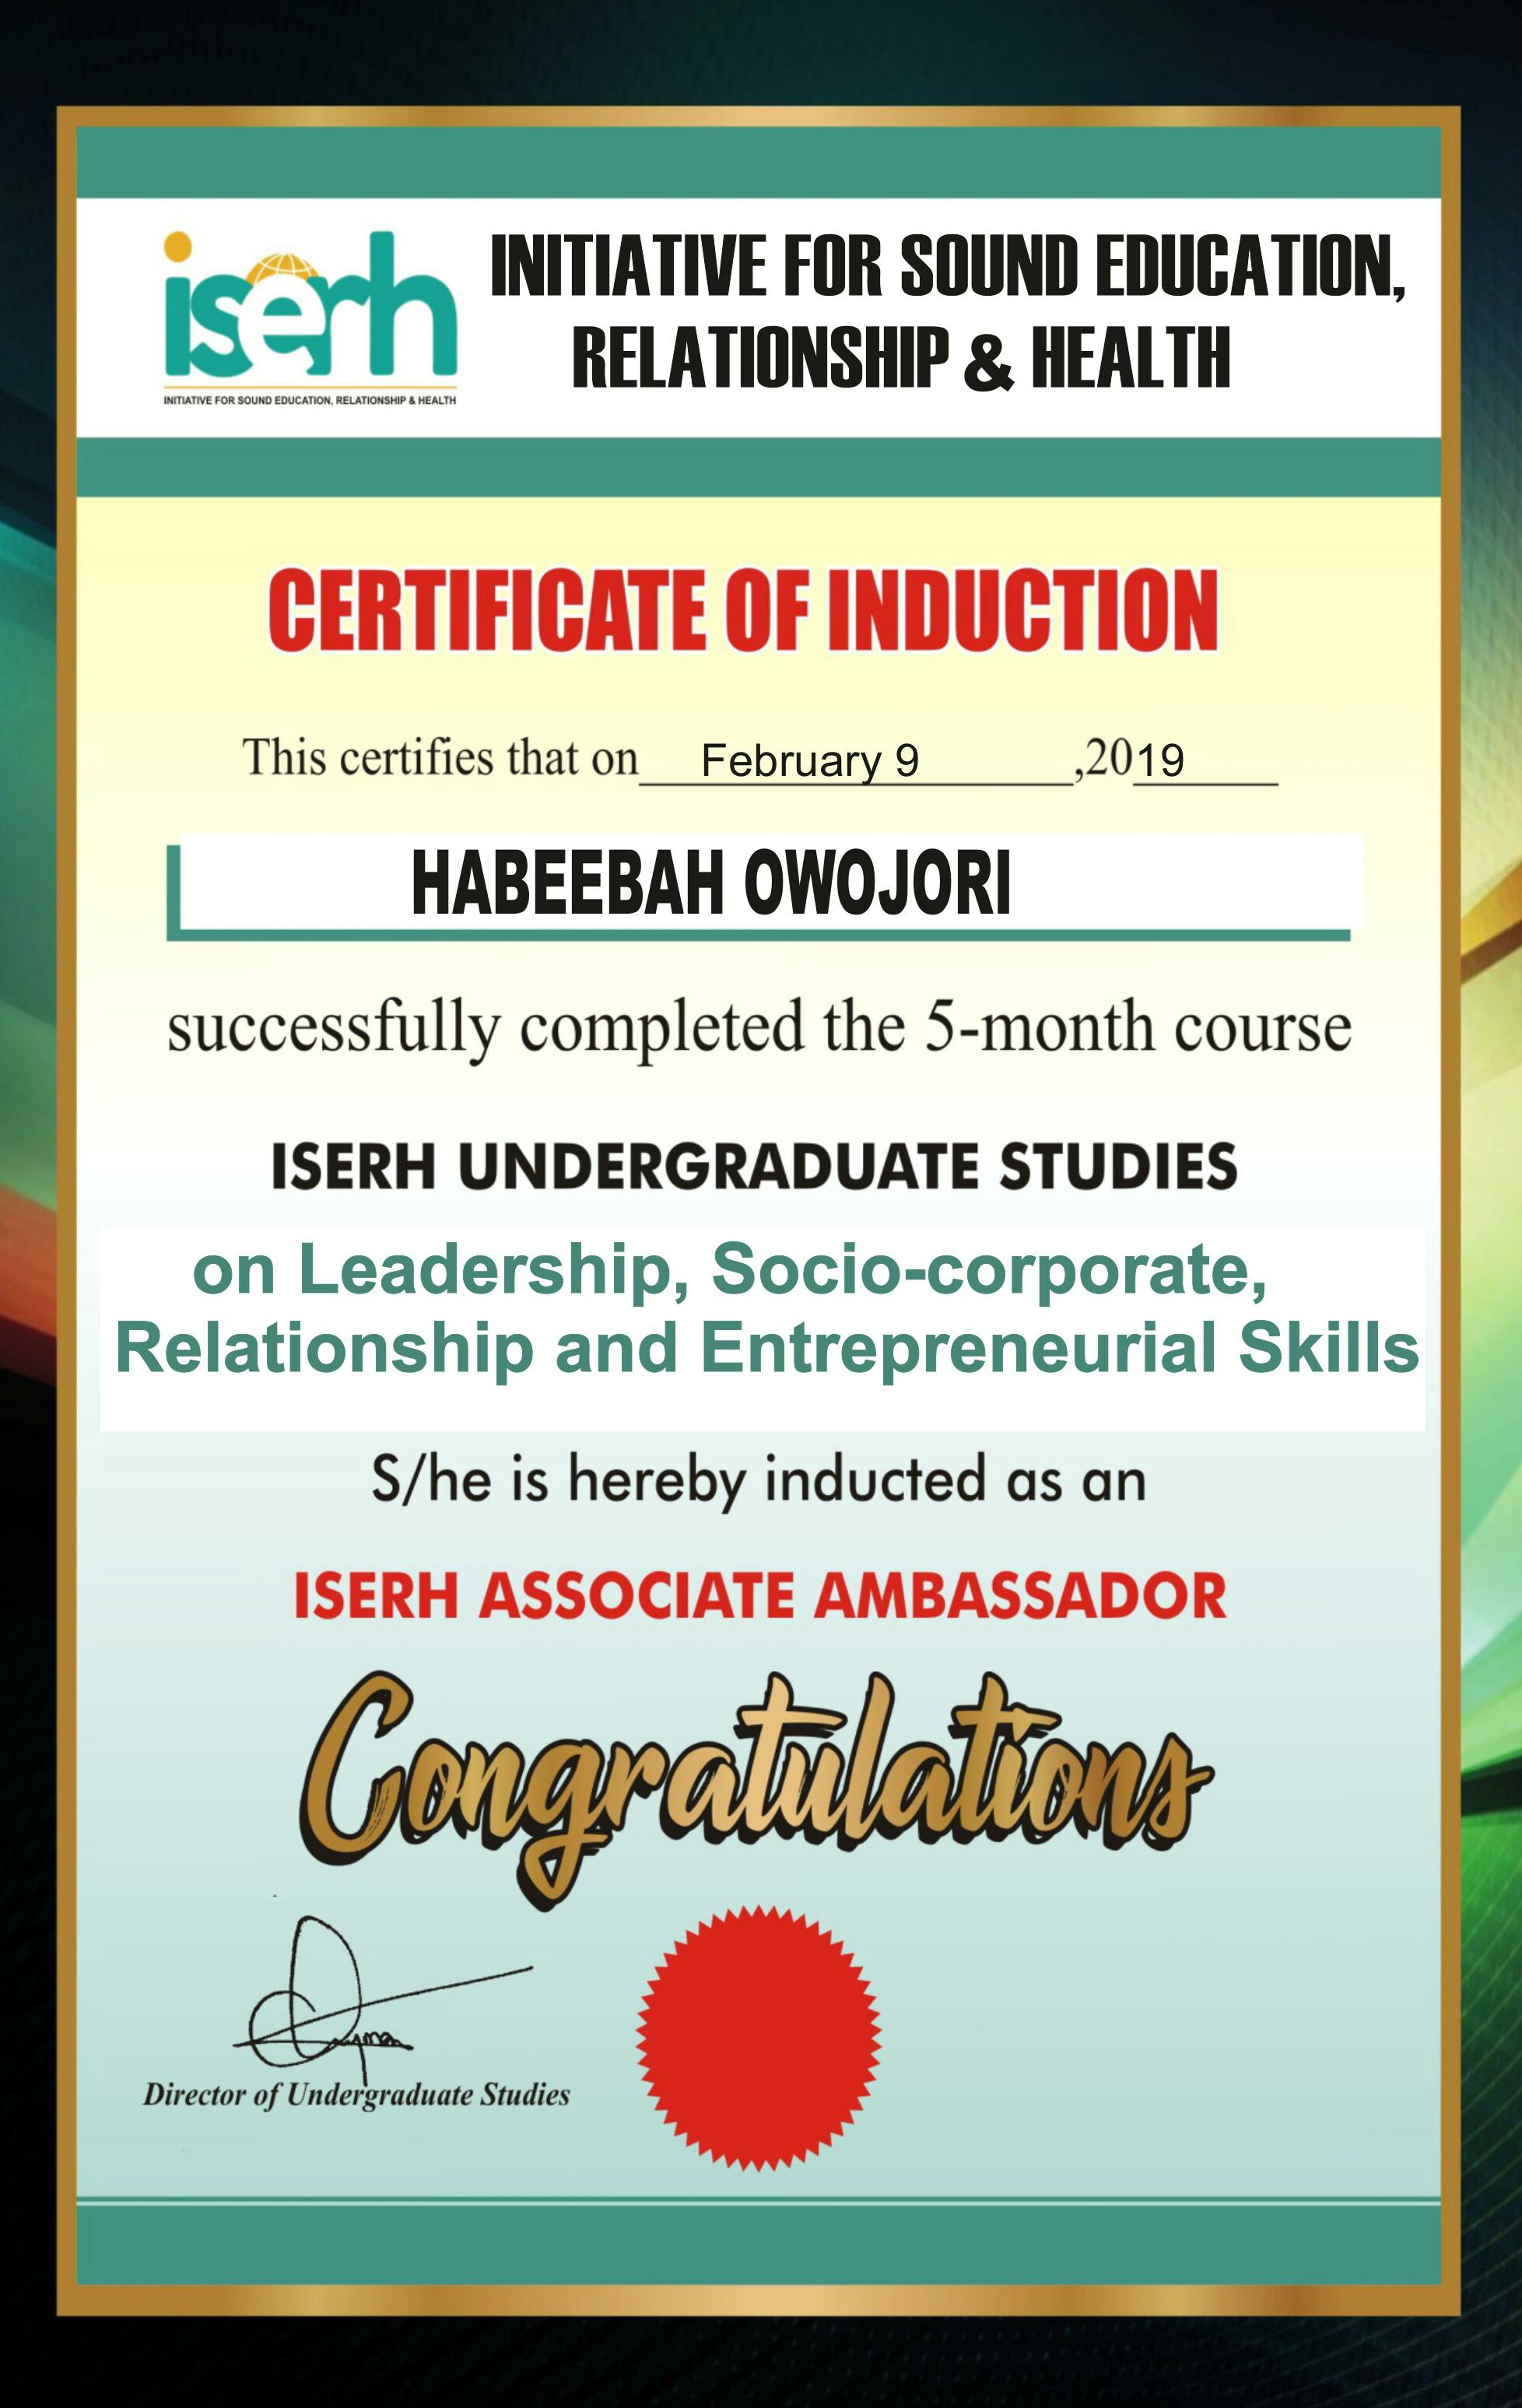 iserh
INITIATIVE FOR SOUND EDUCATION, RELATIONSHIP & HEALTH
INITIATIVE FOR SOUND EDUCATION,
RELATIONSHIP & HEALTH
CERTIFICATE OF INDUCTION
This certifies that on February 9 ,2019
HABEEBAH OWOJORI
successfully completed the 5-month course
ISERH UNDERGRADUATE STUDIES
on Leadership, Socio-corporate,
Relationship and Entrepreneurial Skills
S/he is hereby inducted as an
ISERH ASSOCIATE AMBASSADOR
Congratulations
Director of Undergraduate Studies